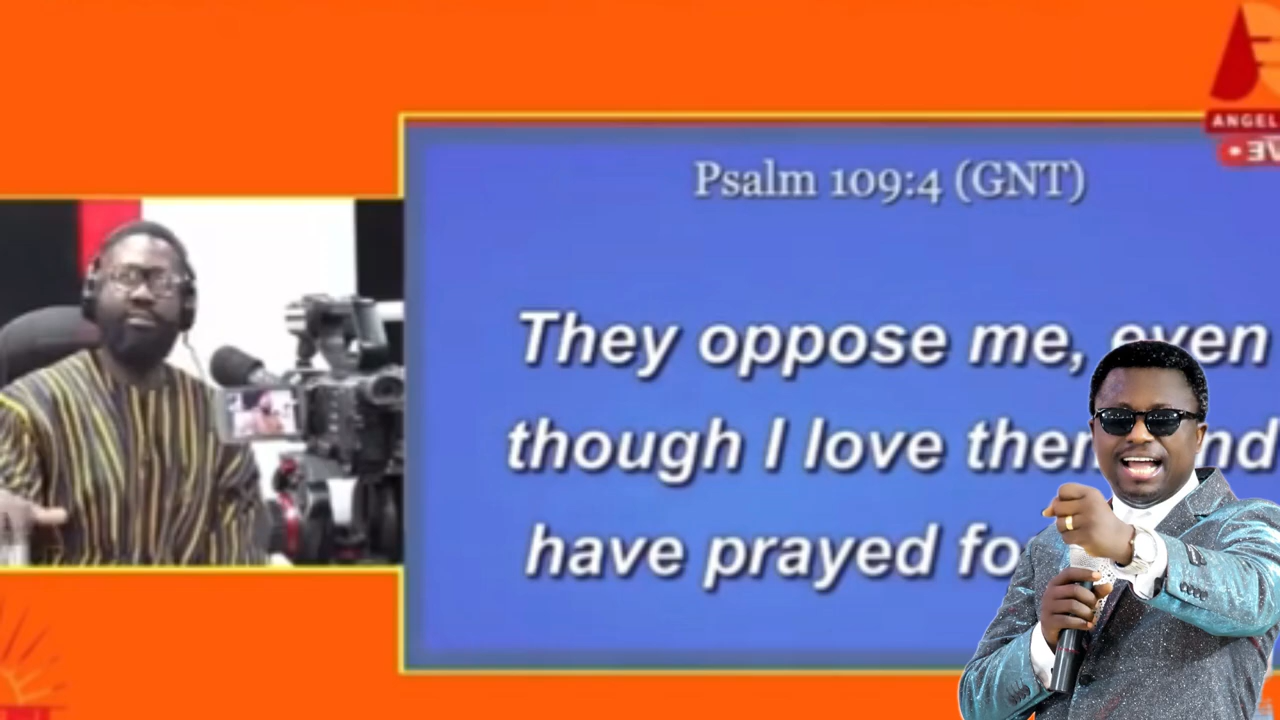 Psalm 109:4 (GNT)
They oppose me, even
though I love them and
have prayed fo
ANGEL